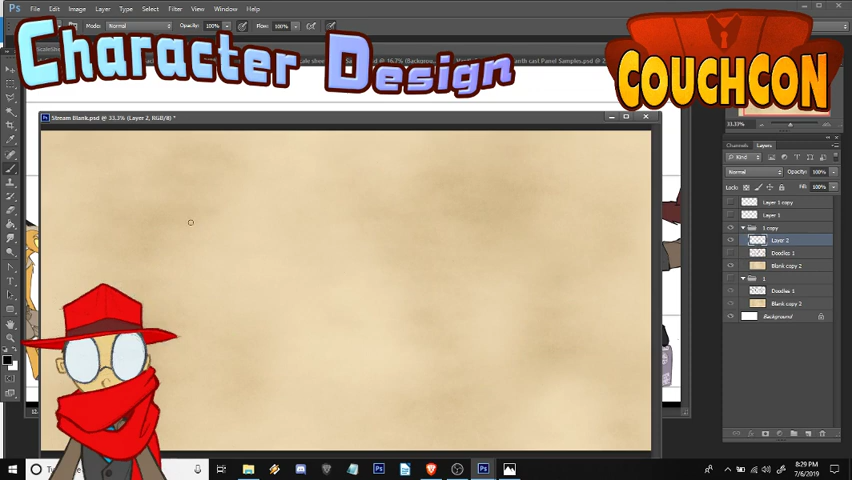 Ps File Edit Image Layer Type Select Filter View Window Help
Mode: Normal Opacity: 100% Flow: 100%
Character Design
COUCHCON
Stream Blank.psd @ 33.3% (Layer 2, RGB/8) *
33.33%
Channels Layers
Kind
Normal Opacity: 100%
Lock: Fill: 100%
Layer 1 copy
Layer 1
1 copy
Layer 2
Doodles 1
Blank copy 2
1
Doodles 1
Blank copy 2
Background
8:29 PM
7/6/2019